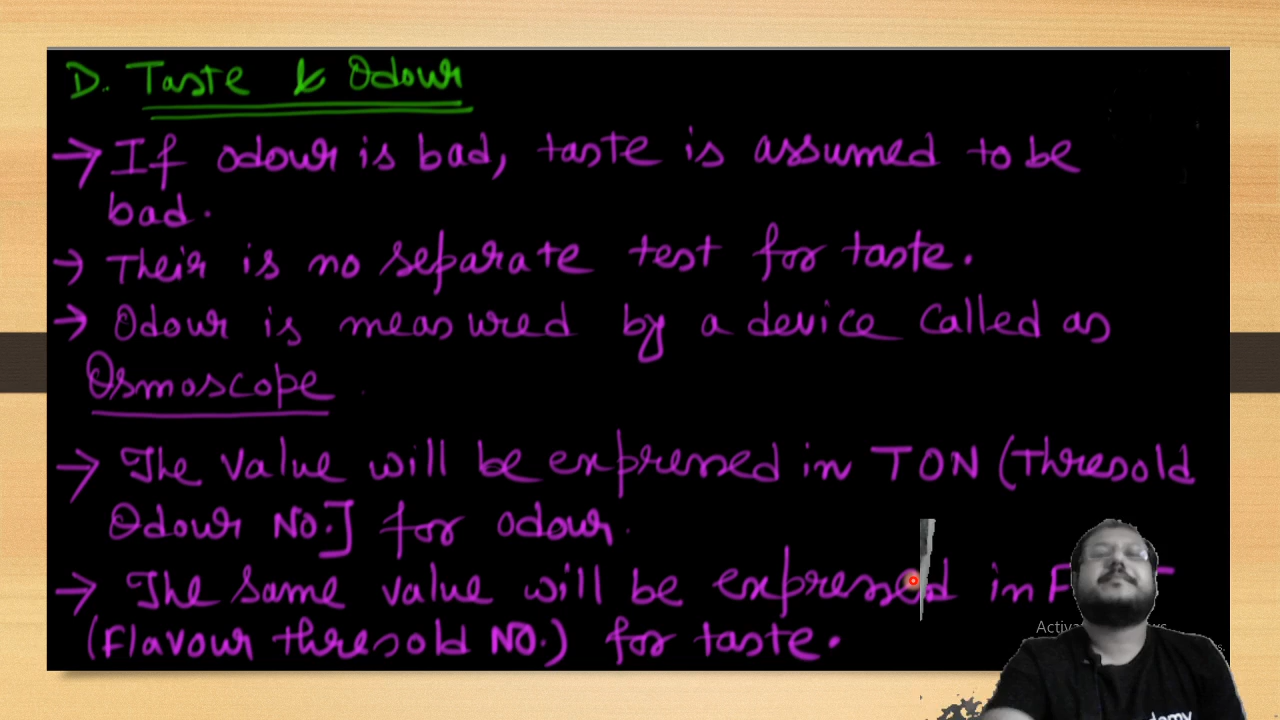 D. Taste & Odour
→ If odour is bad, taste is assumed to be
bad.
→ Their is no separate test for taste.
→ Odour is measured by a device called as
Osmoscope.
→ The value will be expressed in TON (Thresold
Odour No.] for odour.
→ The same value will be expressed in
(Flavour thresold NO.) for taste.